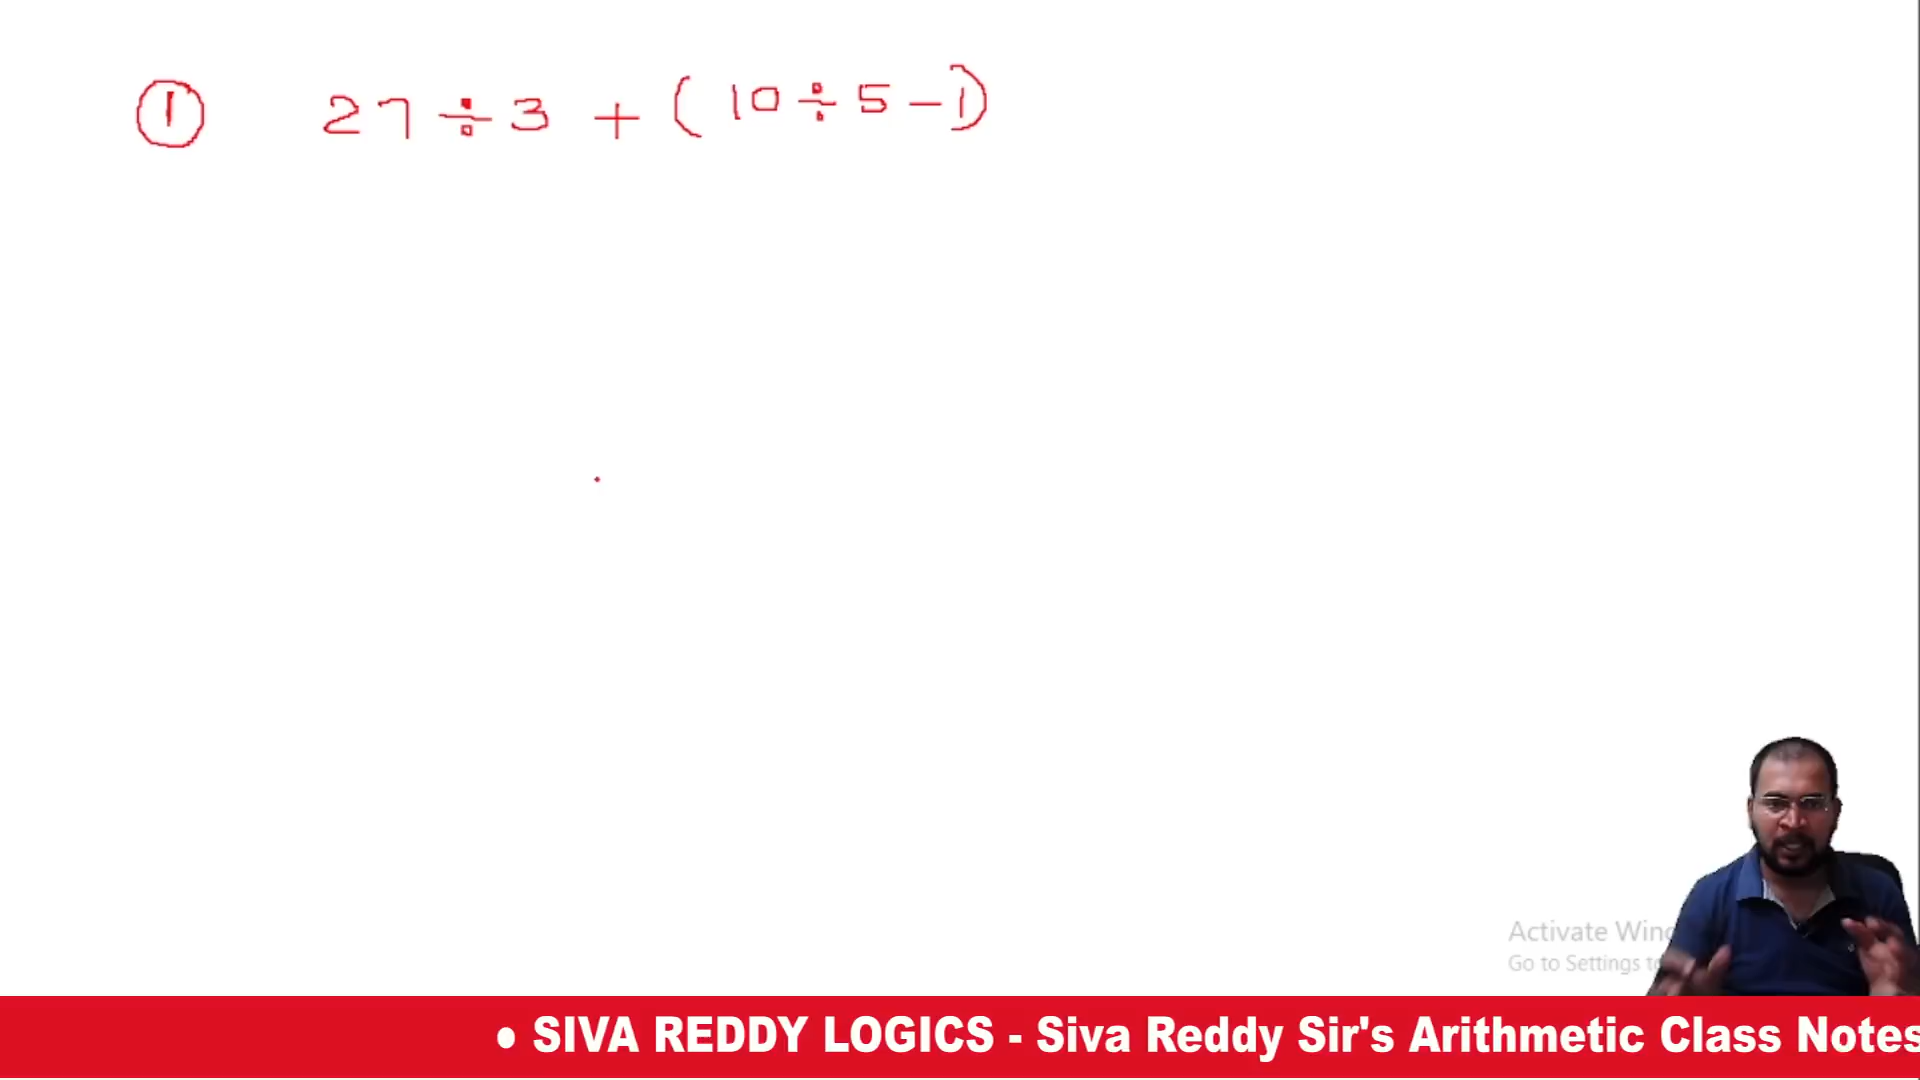 ① 27 ÷ 3 + (10 ÷ 5 - 1)
Activate
Go to Settings
• SIVA REDDY LOGICS - Siva Reddy Sir's Arithmetic Class Notes